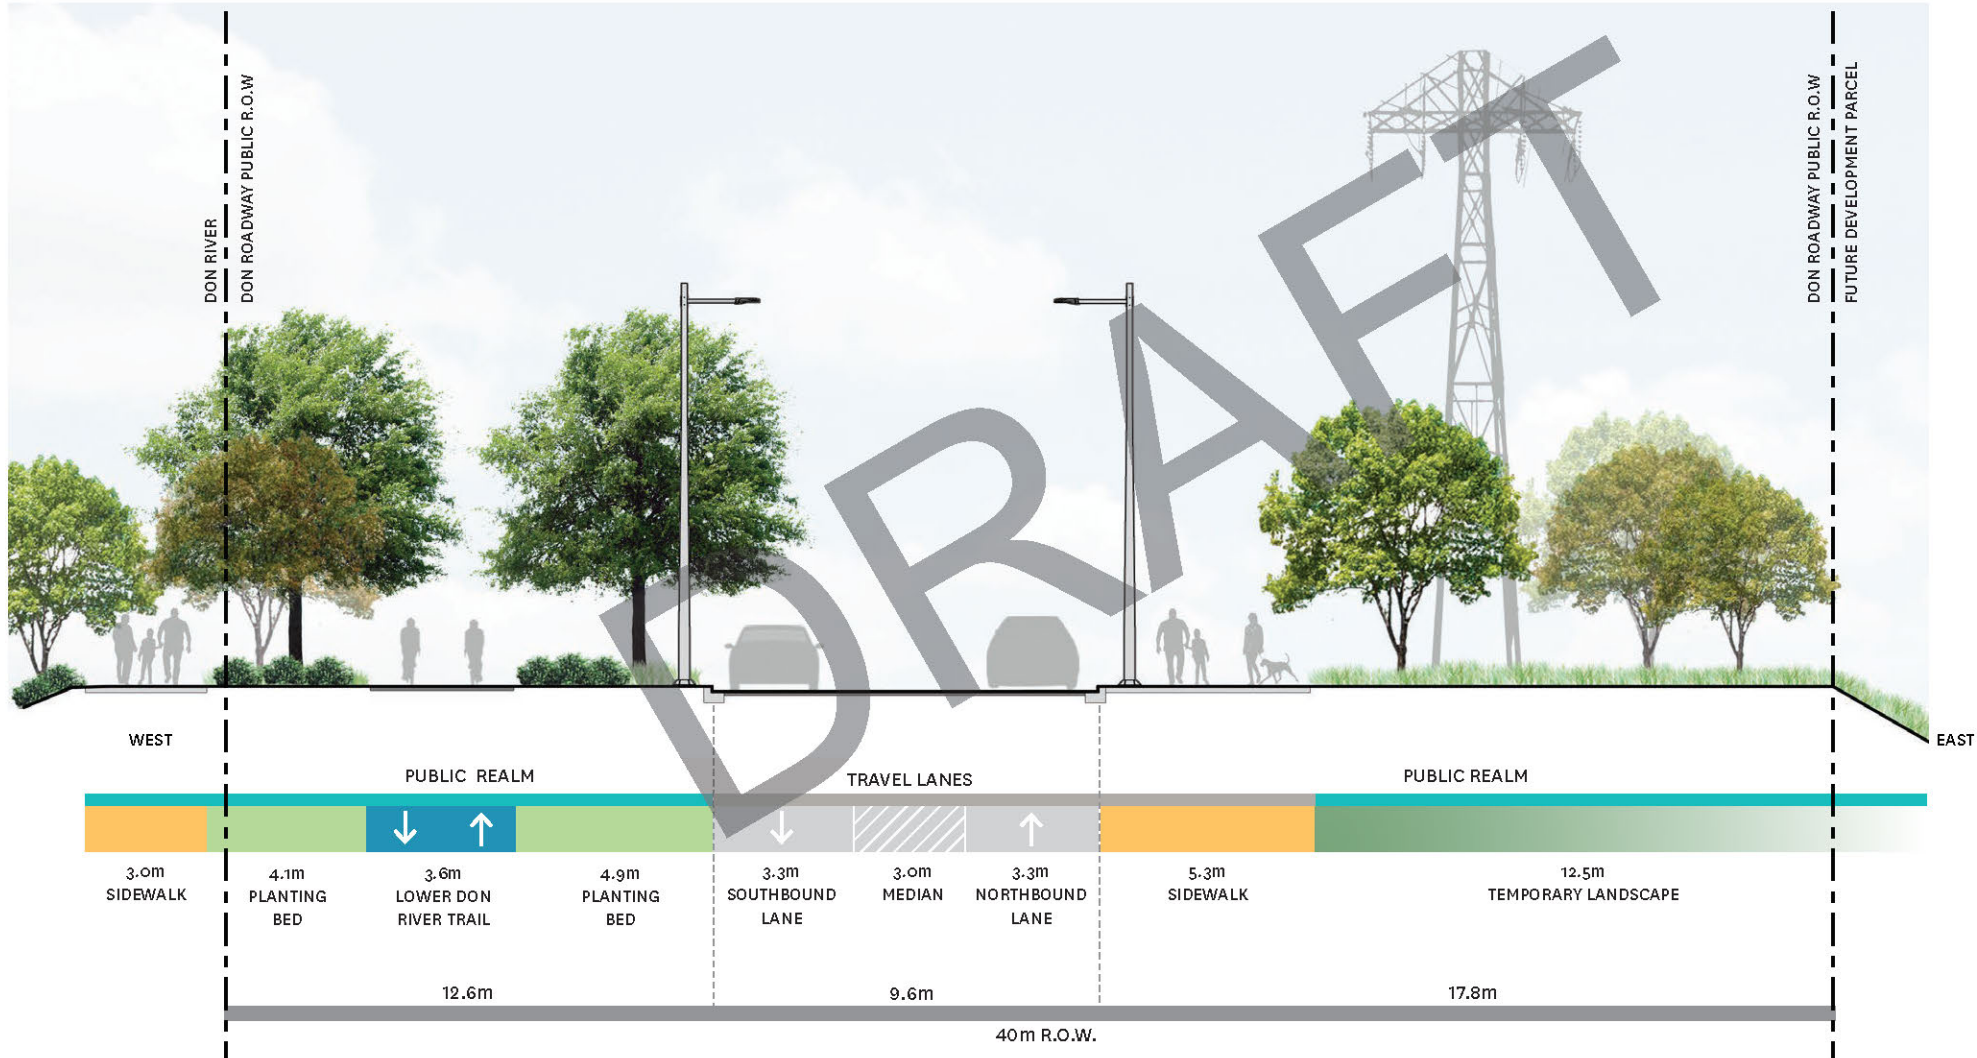 DON RIVER
DON ROADWAY PUBLIC R.O.W
DON ROADWAY PUBLIC R.O.W
FUTURE DEVELOPMENT PARCEL
DRAFT
WEST
EAST
PUBLIC REALM
TRAVEL LANES
PUBLIC REALM
3.0m
SIDEWALK
4.1m
PLANTING
BED
3.6m
LOWER DON
RIVER TRAIL
4.9m
PLANTING
BED
3.3m
SOUTHBOUND
LANE
3.0m
MEDIAN
3.3m
NORTHBOUND
LANE
5.3m
SIDEWALK
12.5m
TEMPORARY LANDSCAPE
12.6m
9.6m
17.8m
40m R.O.W.